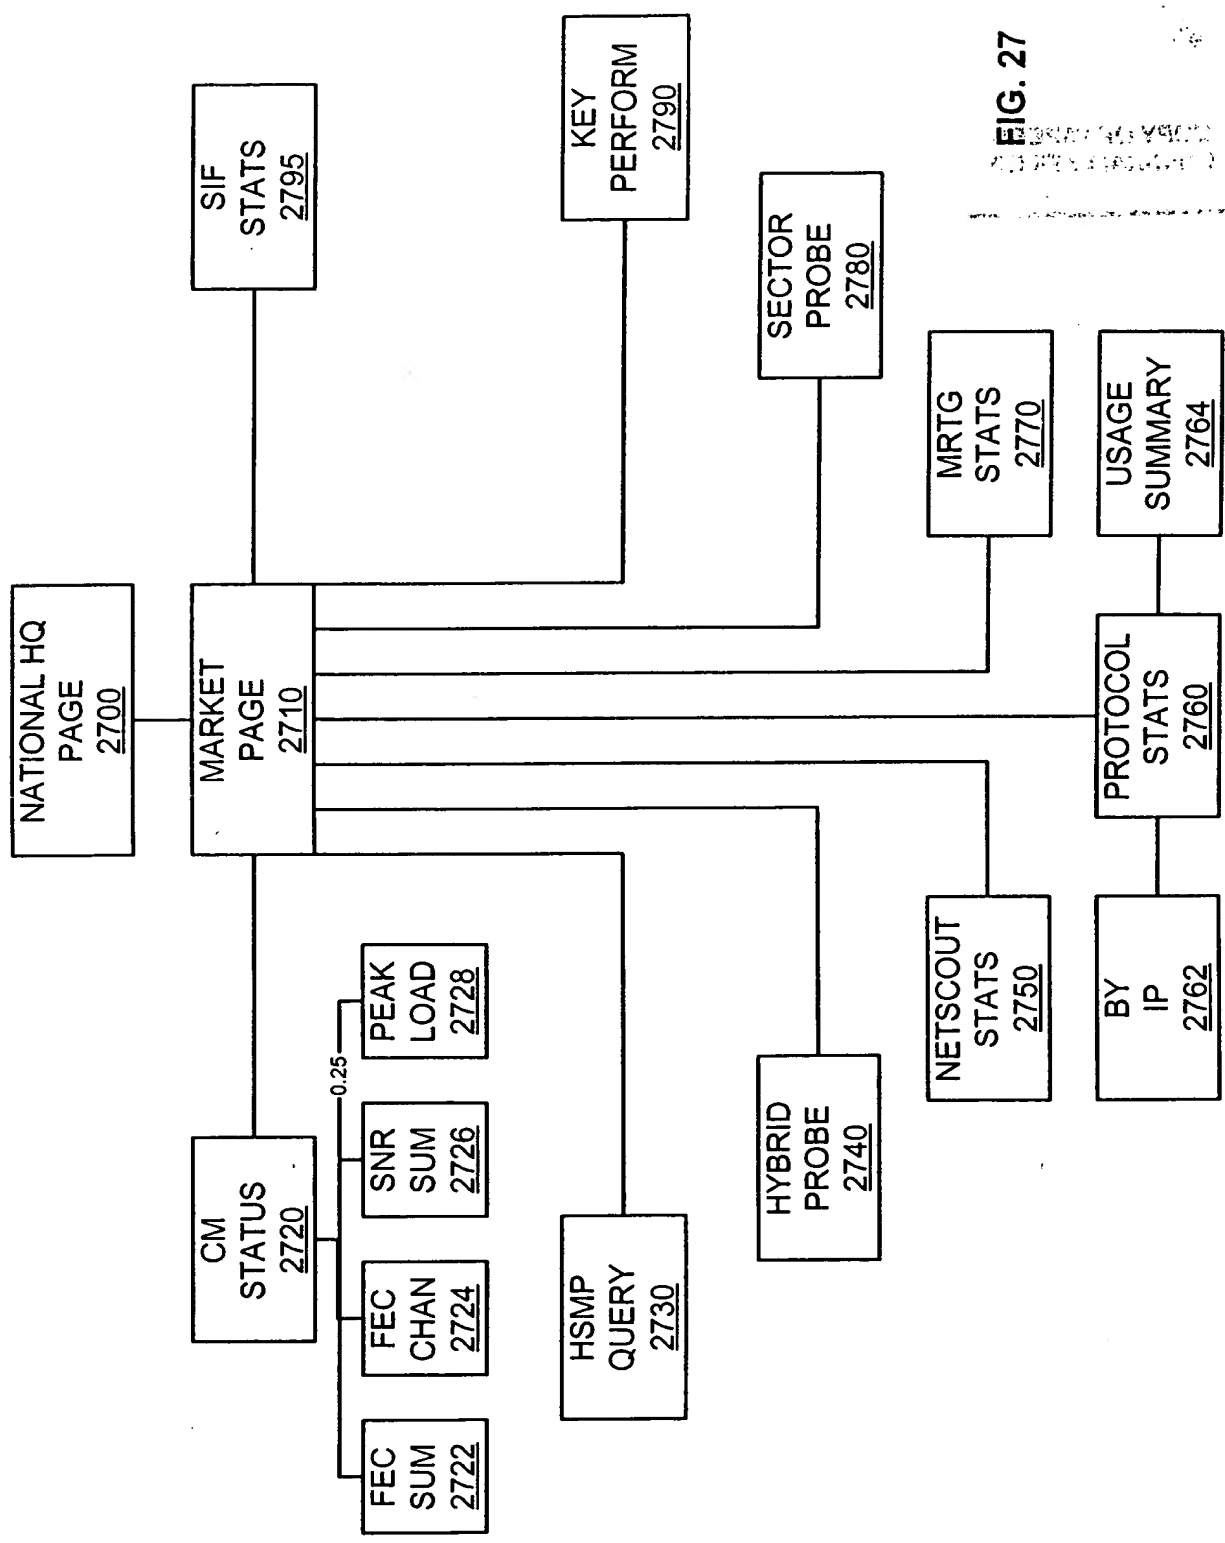 NATIONAL HQ
PAGE
2700
MARKET
PAGE
2710
CM
STATUS
2720
SIF
STATS
2795
0.25
FEC
SUM
2722
FEC
CHAN
2724
SNR
SUM
2726
PEAK
LOAD
2728
HSMP
QUERY
2730
KEY
PERFORM
2790
HYBRID
PROBE
2740
SECTOR
PROBE
2780
NETSCOUT
STATS
2750
MRTG
STATS
2770
BY
IP
2762
PROTOCOL
STATS
2760
USAGE
SUMMARY
2764
FIG. 27